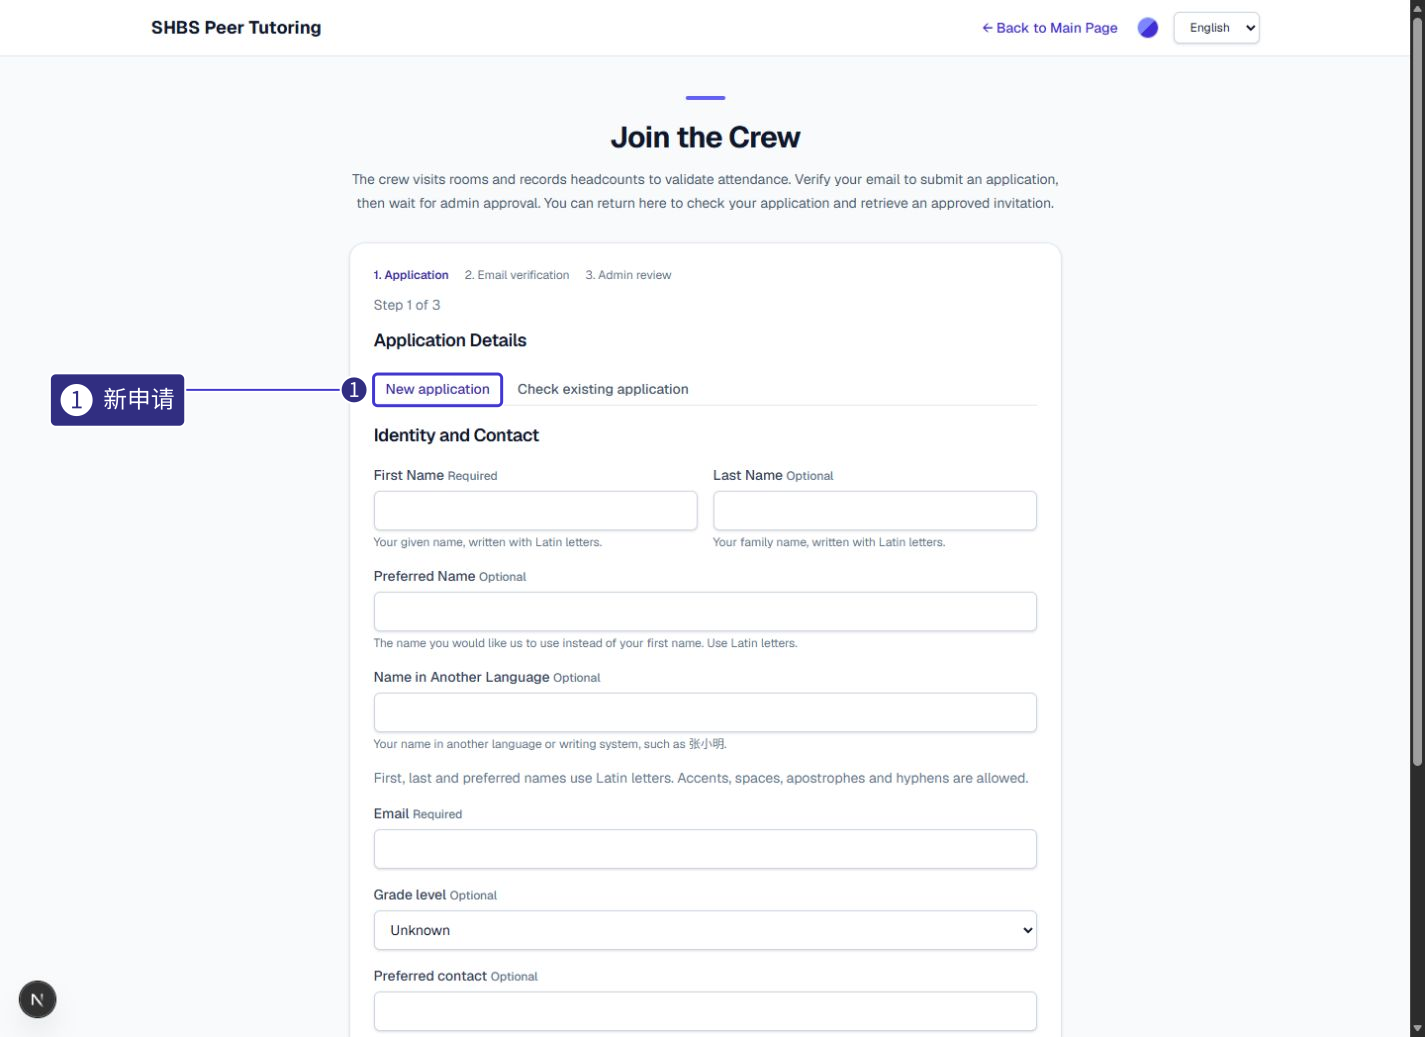 SHBS Peer Tutoring
← Back to Main Page
English
Join the Crew
The crew visits rooms and records headcounts to validate attendance. Verify your email to submit an application,
then wait for admin approval. You can return here to check your application and retrieve an approved invitation.
1. Application 2. Email verification 3. Admin review
Step 1 of 3
Application Details
1 新申请
1
New application Check existing application
Identity and Contact
First Name Required
Last Name Optional
Your given name, written with Latin letters.
Your family name, written with Latin letters.
Preferred Name Optional
The name you would like us to use instead of your first name. Use Latin letters.
Name in Another Language Optional
Your name in another language or writing system, such as 张小明.
First, last and preferred names use Latin letters. Accents, spaces, apostrophes and hyphens are allowed.
Email Required
Grade level Optional
Unknown
Preferred contact Optional
N